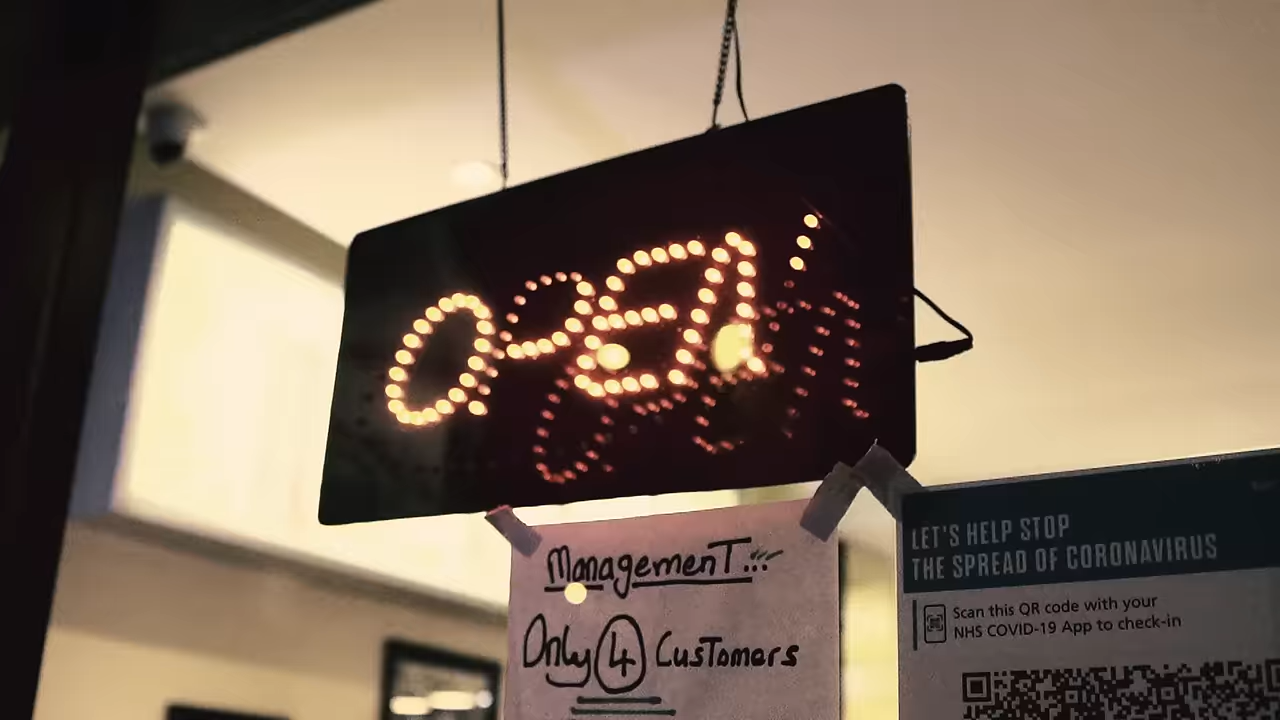 OPEN
Management...
Only 4 Customers
LET'S HELP STOP
THE SPREAD OF CORONAVIRUS
Scan this QR code with your
NHS COVID-19 App to check-in